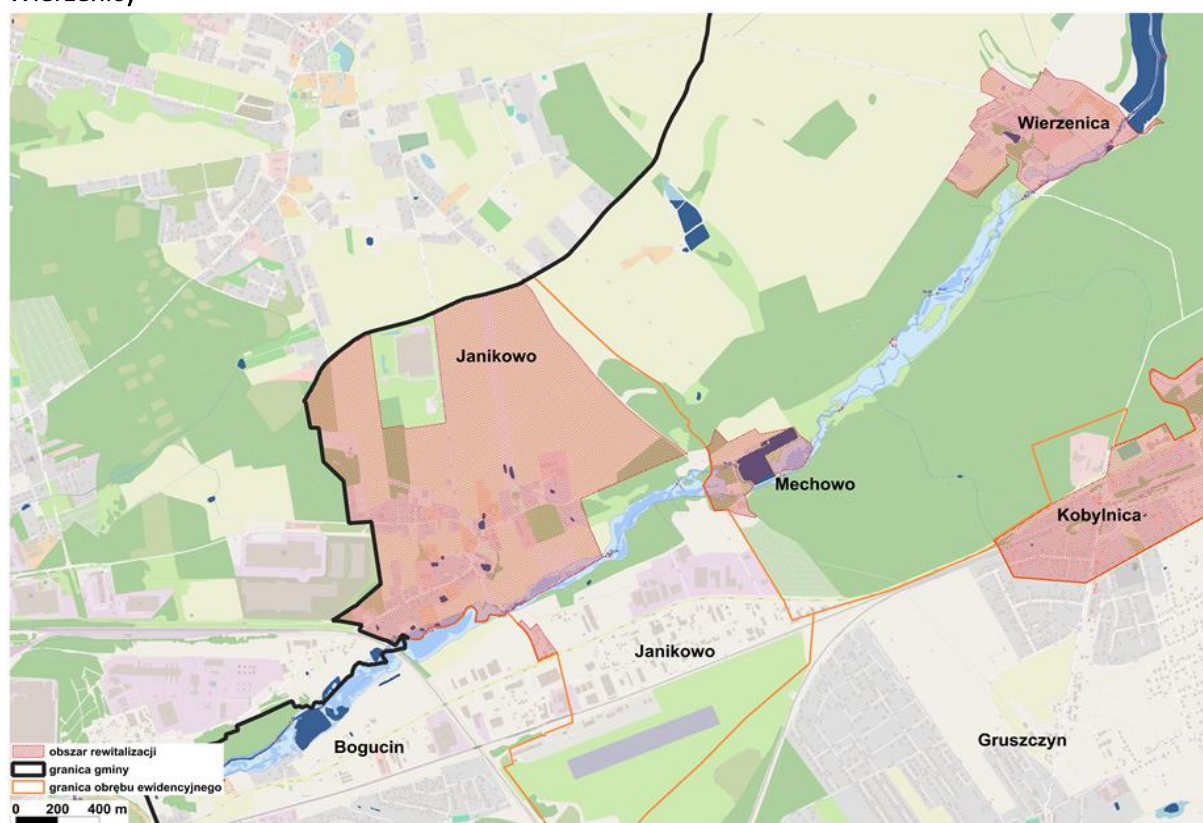 Wierzenicy
Wierzenica
Janikowo
Mechowo
Kobylnica
Janikowo
Gruszczyn
Bogucin
obszar rewitalizacji
granica gminy
granica obrębu ewidencyjnego
0 200 400 m